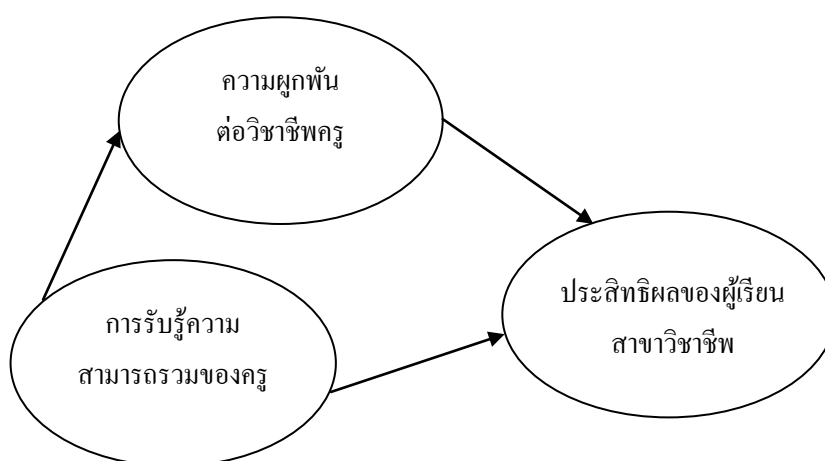 ความผูกพัน
ต่อวิชาชีพครู
ประสิทธิผลของผู้เรียน
สาขาวิชาชีพ
การรับรู้ความ
สามารถรวมของครู